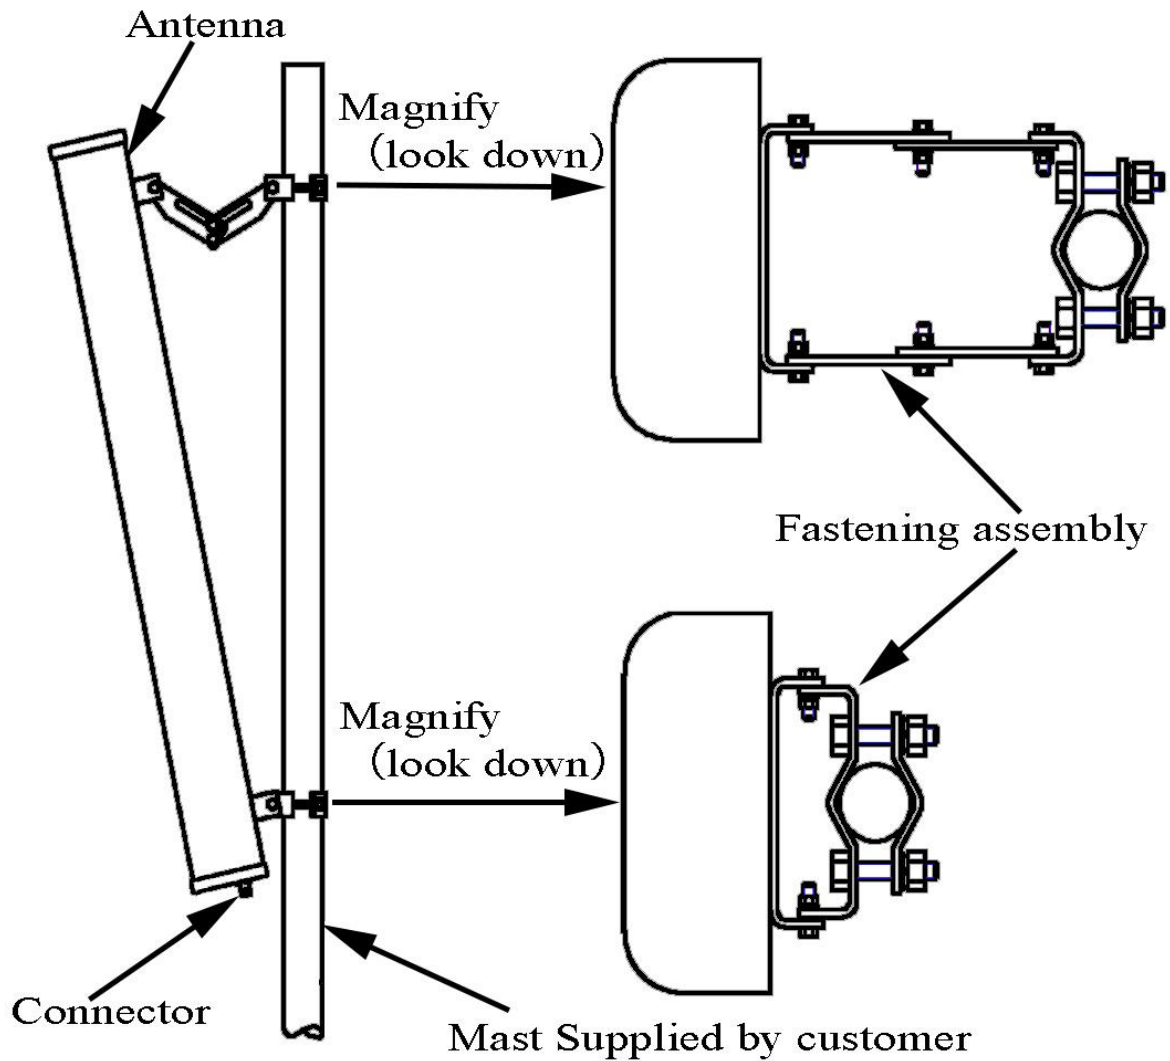 Antenna
Magnify
(look down)
Fastening assembly
Magnify
(look down)
Connector
Mast Supplied by customer